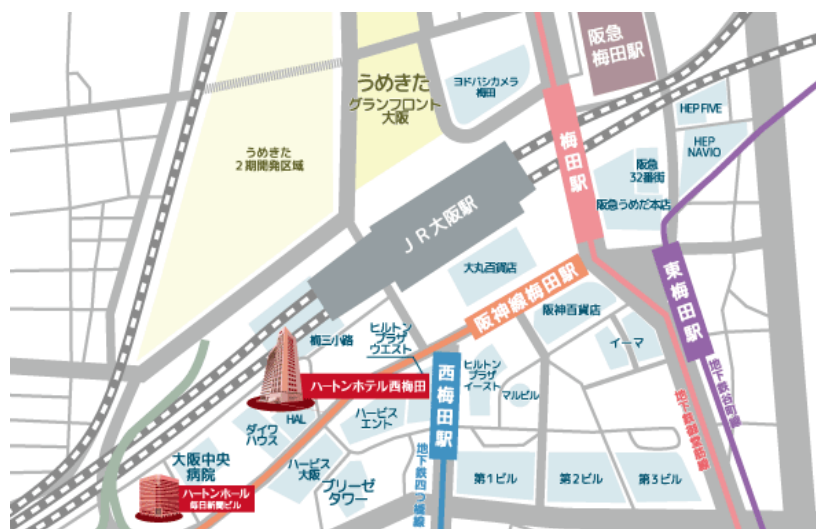 阪急
梅田駅
うめきた
グランフロント
大阪
ヨドバシカメラ
梅田
HEP FIVE
HEP
NAVIO
うめきた
2期開発区域
梅田駅
阪急
32番街
阪急うめだ本店
JR大阪駅
大丸百貨店
東梅田駅
阪神線梅田駅
阪神百貨店
梅三小路
ヒルトン
プラザ
ウエスト
イーマ
西梅田駅
ヒルトン
プラザ
イースト
マルビル
ハートンホテル西梅田
地下鉄谷町線
地下鉄御堂筋線
HAL
ダイワ
ハウス
ハービス
エント
地下鉄四つ橋線
大阪中央
病院
ハービス
大阪
ブリーゼ
タワー
第1ビル
第2ビル
第3ビル
ハートンホール
毎日新聞ビル